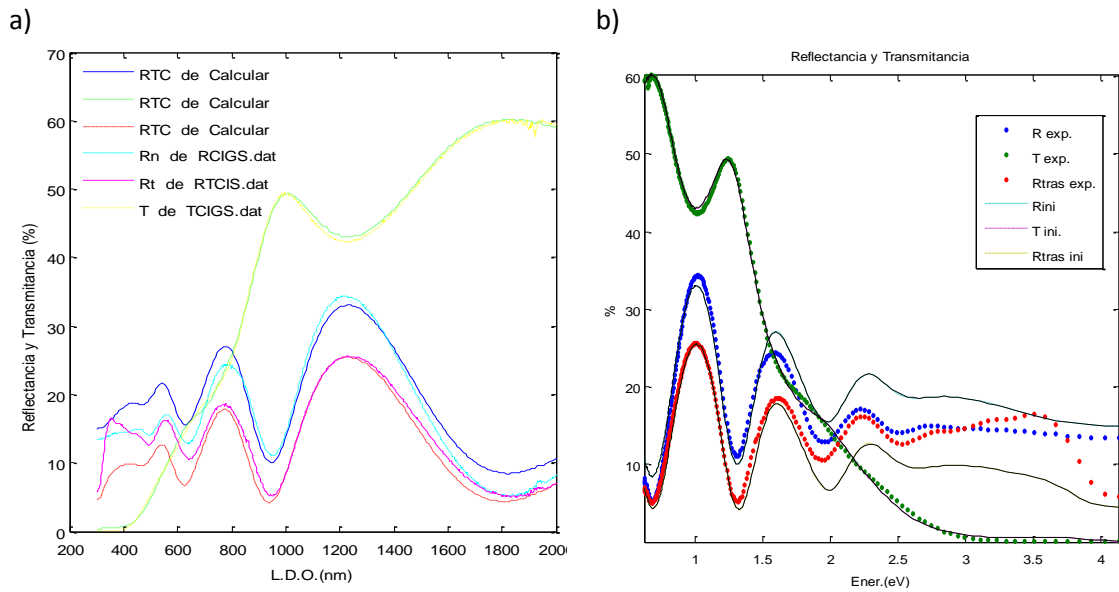 a)
70
60
50
40
30
20
10
0
Reflectancia y Transmitancia (%)
RTC de Calcular
RTC de Calcular
RTC de Calcular
Rn de RCIGS.dat
Rt de RTCIS.dat
T de TCIGS.dat
200 400 600 800 1000 1200 1400 1600 1800
L.D.O.(nm)
b)
Reflectancia y Transmitancia
60
50
40
30
20
10
%
R exp.
T exp.
Rtras exp.
Rini
T ini.
Rtras ini
1 1.5 2 2.5 3 3.5 4
Ener.(eV)